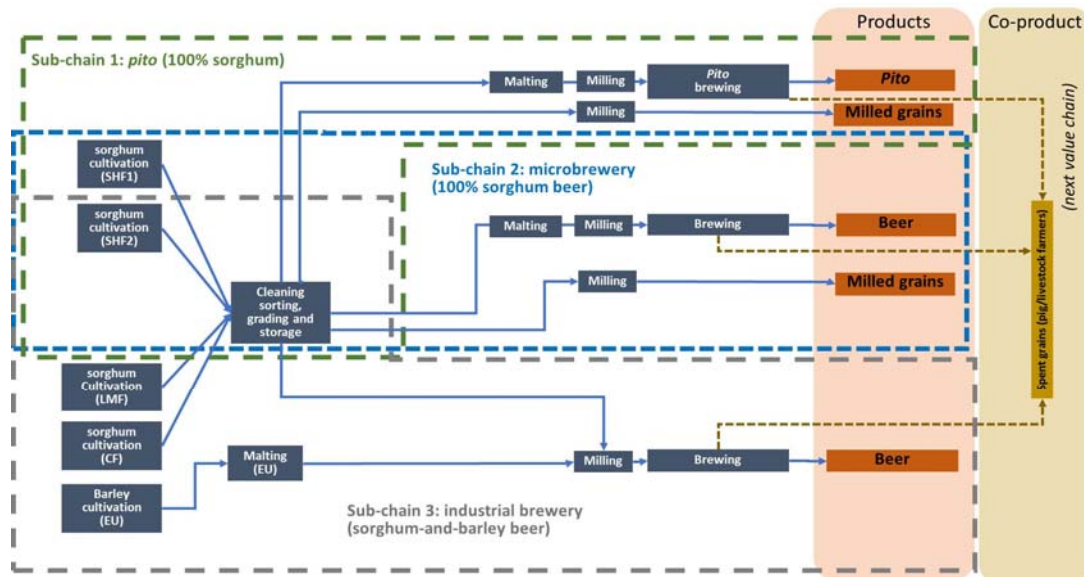 Products
Co-product
Sub-chain 1: pito (100% sorghum)
Malting
Milling
Pito
brewing
Pito
Milling
Milled grains
(next value chain)
sorghum
cultivation
(SHF1)
Sub-chain 2: microbrewery
(100% sorghum beer)
sorghum
cultivation
(SHF2)
Malting
Milling
Brewing
Beer
Cleaning
sorting,
grading and
storage
Milling
Milled grains
Spent grains (pig/livestock farmers)
sorghum
Cultivation
(LMF)
sorghum
cultivation
(CF)
Malting
(EU)
Milling
Brewing
Beer
Barley
cultivation
(EU)
Sub-chain 3: industrial brewery
(sorghum-and-barley beer)